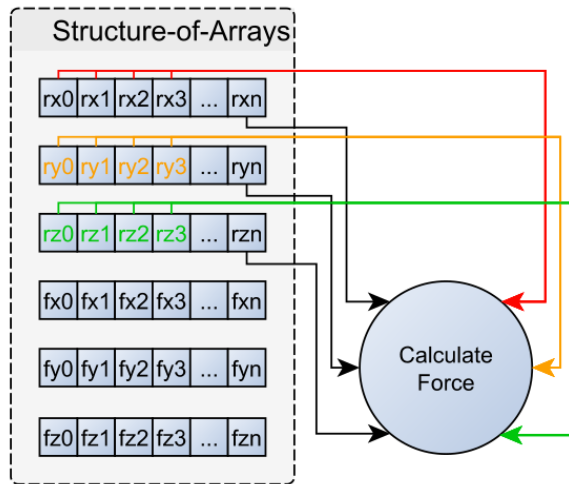 Structure-of-Arrays
rx0 rx1 rx2 rx3 ... rxn
ry0 ry1 ry2 ry3 ... ryn
rz0 rz1 rz2 rz3 ... rzn
fx0 fx1 fx2 fx3 ... fxn
fy0 fy1 fy2 fy3 ... fyn
fz0 fz1 fz2 fz3 ... fzn
Calculate
Force